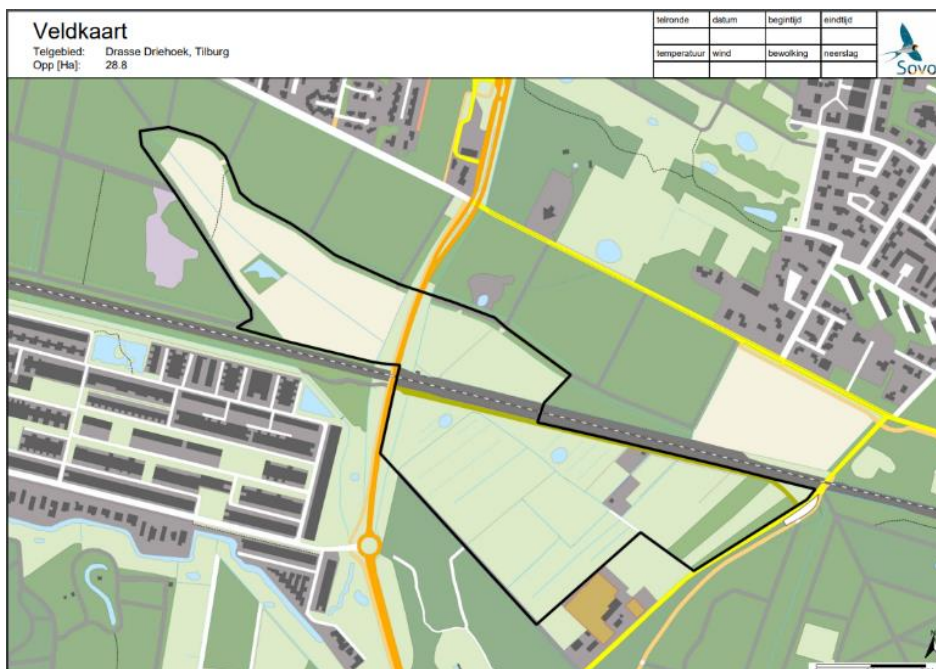 Veldkaart
Telgebied: Drasse Driehoek, Tilburg
Opp [Ha]: 28.8
telronde datum begintijd eindtijd
temperatuur wind bewolking neerslag
Sovo
N